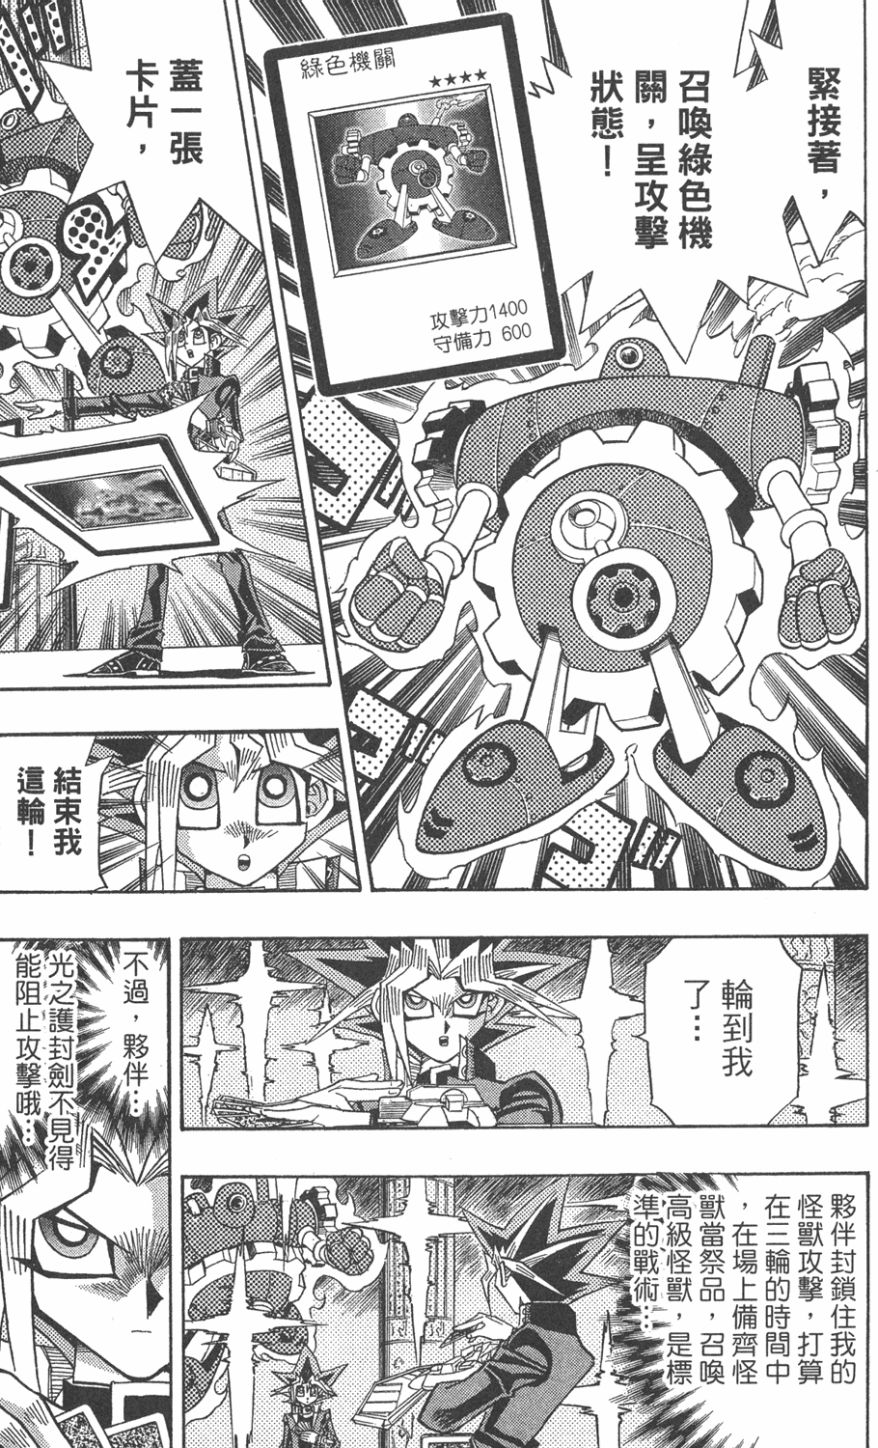 緊接著，
召喚綠色機
關，呈攻擊
狀態！
綠色機關
★★★★
攻擊力1400
守備力 600
蓋一張
卡片，
結束我
這輪！
輪到我
了…
夥伴封鎖住我的
怪獸攻擊，打算
在三輪的時間中
，在場上備齊怪
獸當祭品，召喚
高級怪獸，是標
準的戰術…
不過，夥伴…
光之護封劍不見得
能阻止攻擊哦…